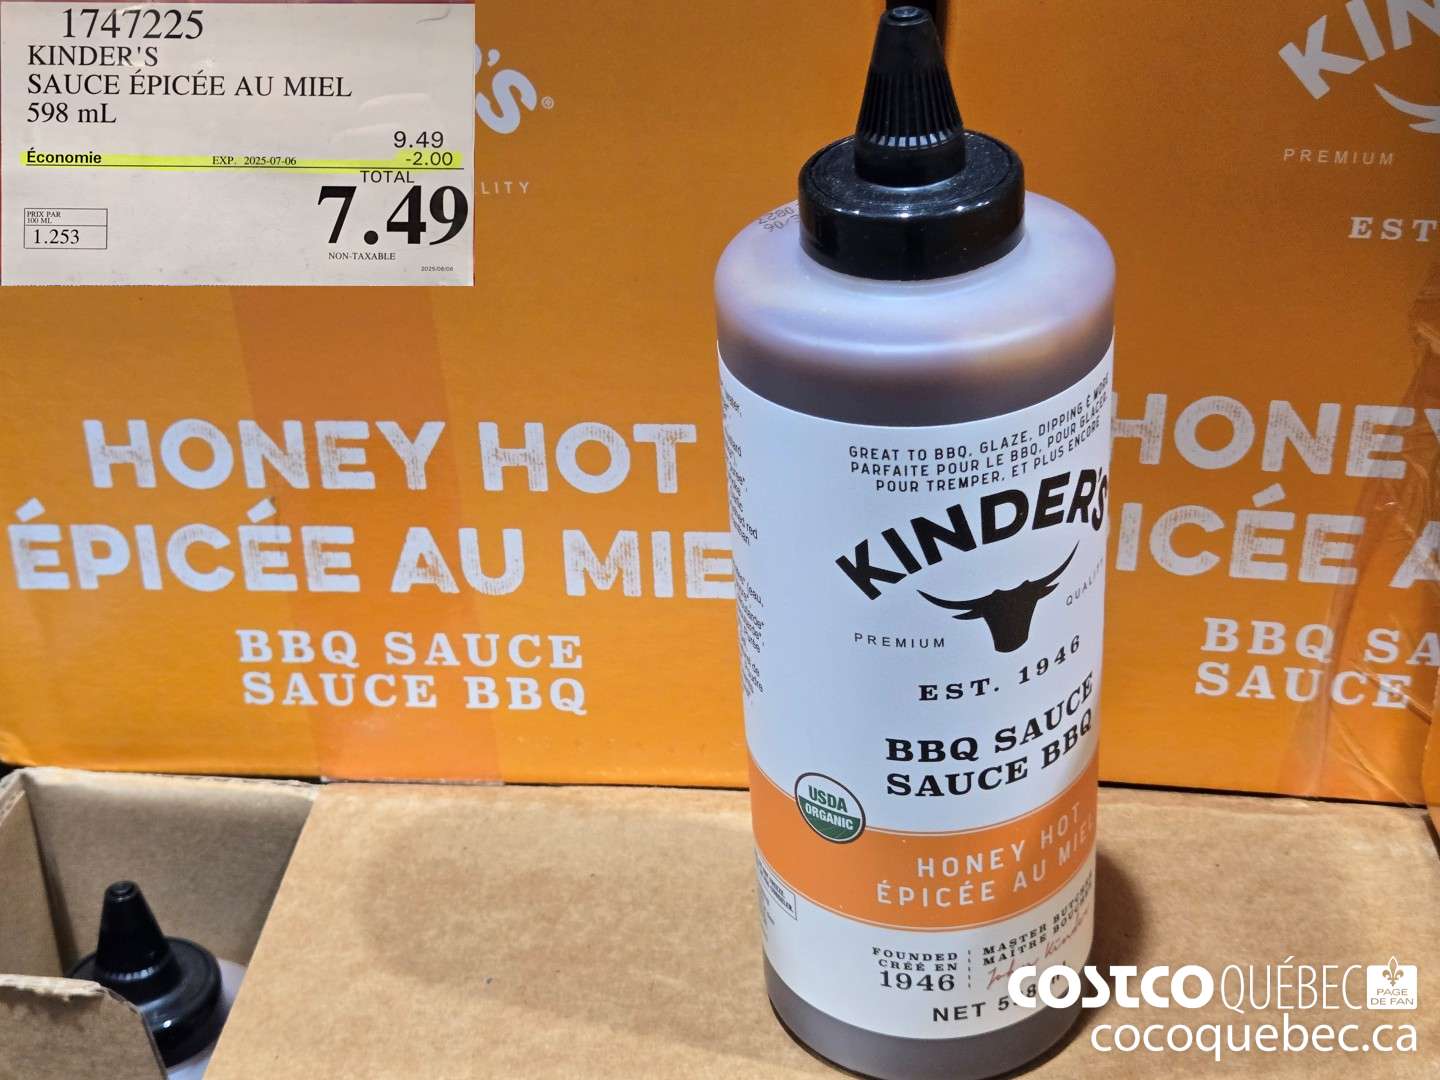 1747225
KINDER'S
SAUCE ÉPICÉE AU MIEL
598 mL
9.49
Économie EXP. 2025-07-06 -2.00
TOTAL
7.49
PRIX PAR
100 ML
1.253
NON-TAXABLE
PREMIUM
EST
HONEY HOT
ÉPICÉE AU MIE
BBQ SAUCE
SAUCE BBQ
HONEY
ICÉE A
BBQ SA
SAUCE
GREAT TO BBQ, GLAZE, DIPPING & MORE
PARFAITE POUR LE BBQ, POUR GLACER,
POUR TREMPER, ET PLUS ENCORE
KINDER'S
PREMIUM QUALITY
EST. 1946
BBQ SAUCE
SAUCE BBQ
USDA
ORGANIC
HONEY HOT
ÉPICÉE AU MIEL
FOUNDED
CRÉÉ EN
1946
MASTER BUTCHER
MAÎTRE BOUCHER
John Kinder
NET
COSTCO QUÉBEC
PAGE
DE FAN
cocoquebec.ca